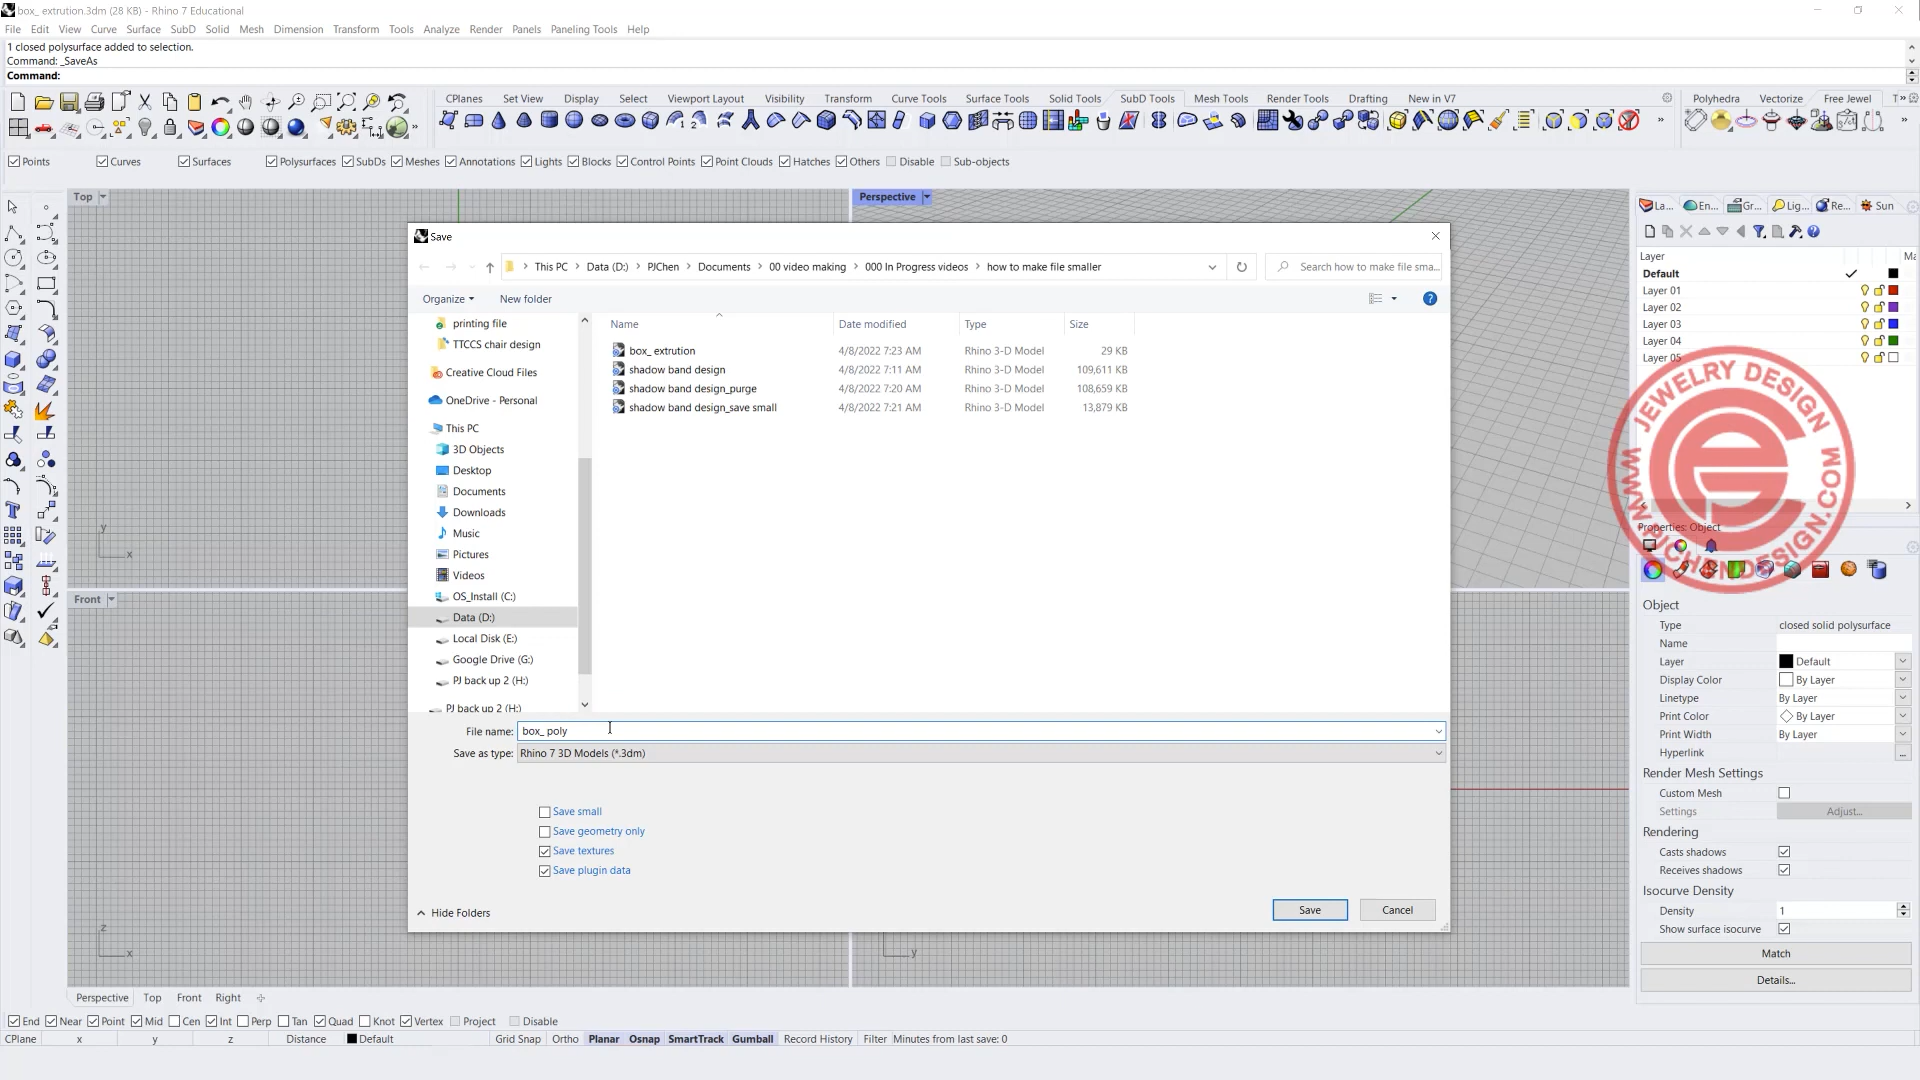 box_ extrution.3dm (28 KB) - Rhino 7 Educational
File Edit View Curve Surface SubD Solid Mesh Dimension Transform Tools Analyze Render Panels Paneling Tools Help
1 closed polysurface added to selection.
Command: _SaveAs
Command:
CPlanes Set View Display Select Viewport Layout Visibility Transform Curve Tools Surface Tools Solid Tools SubD Tools Mesh Tools Render Tools Drafting New in V7 Polyhedra Vectorize Free Jewel
Points Curves Surfaces Polysurfaces SubDs Meshes Annotations Lights Blocks Control Points Point Clouds Hatches Others Disable Sub-objects
Top
Perspective
La... En... Gr... Lig... Re... Sun
Save
This PC > Data (D:) > PJChen > Documents > 00 video making > 000 In Progress videos > how to make file smaller
Search how to make file sma...
Organize New folder
printing file
TTCCS chair design
Creative Cloud Files
OneDrive - Personal
This PC
3D Objects
Desktop
Documents
Downloads
Music
Pictures
Videos
OS_Install (C:)
Data (D:)
Local Disk (E:)
Google Drive (G:)
PJ back up 2 (H:)
PJ back up 2 (H:)
Name Date modified Type Size
box_ extrution 4/8/2022 7:23 AM Rhino 3-D Model 29 KB
shadow band design 4/8/2022 7:11 AM Rhino 3-D Model 109,611 KB
shadow band design_purge 4/8/2022 7:20 AM Rhino 3-D Model 108,659 KB
shadow band design_save small 4/8/2022 7:21 AM Rhino 3-D Model 13,879 KB
File name: box_ poly
Save as type: Rhino 7 3D Models (*.3dm)
Save small
Save geometry only
Save textures
Save plugin data
Hide Folders
Save Cancel
Layer Ma
Default
Layer 01
Layer 02
Layer 03
Layer 04
Layer 05
JEWELRY DESIGN
WWW.PJCHENDESIGN.COM
Properties: Object
Object
Type closed solid polysurface
Name
Layer Default
Display Color By Layer
Linetype By Layer
Print Color By Layer
Print Width By Layer
Hyperlink ...
Render Mesh Settings
Custom Mesh
Settings Adjust...
Rendering
Casts shadows
Receives shadows
Isocurve Density
Density 1
Show surface isocurve
Match
Details...
y
x
Front
z
x
y
Perspective Top Front Right
End Near Point Mid Cen Int Perp Tan Quad Knot Vertex Project Disable
CPlane x y z Distance Default Grid Snap Ortho Planar Osnap SmartTrack Gumball Record History Filter Minutes from last save: 0